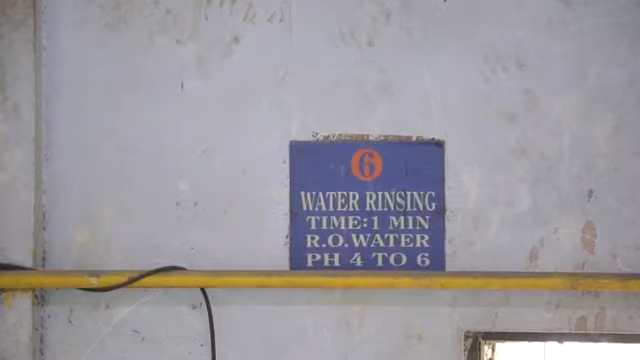 6
WATER RINSING
TIME:1 MIN
R.O.WATER
PH 4 TO 6